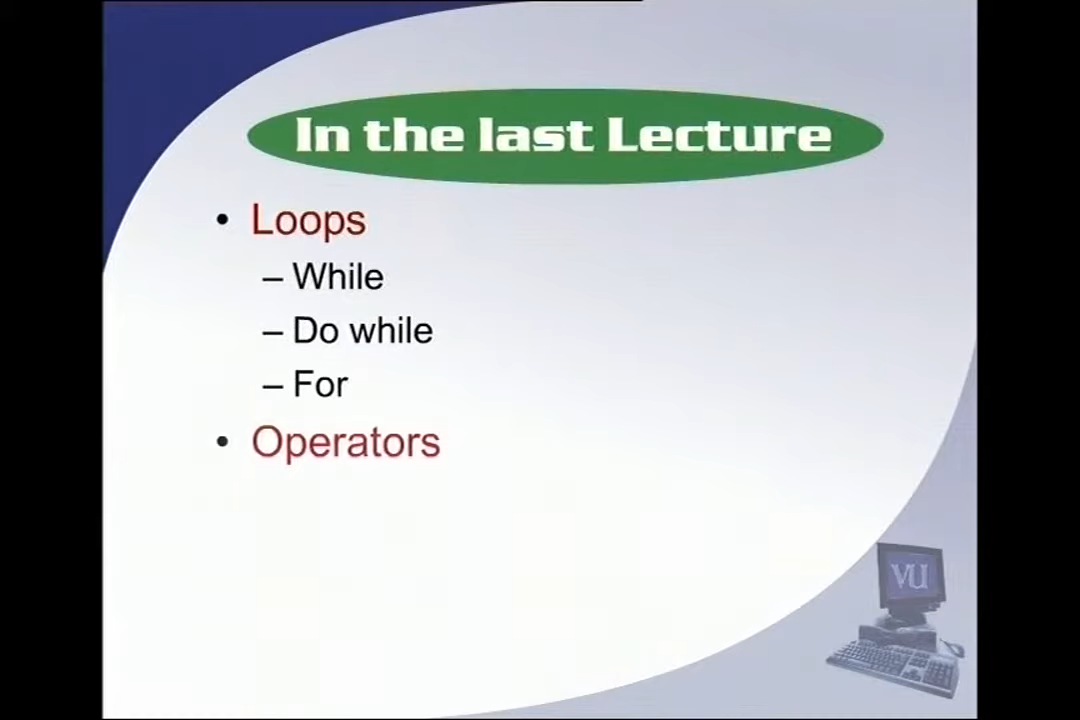 In the last Lecture
• Loops
– While
– Do while
– For
• Operators
VU